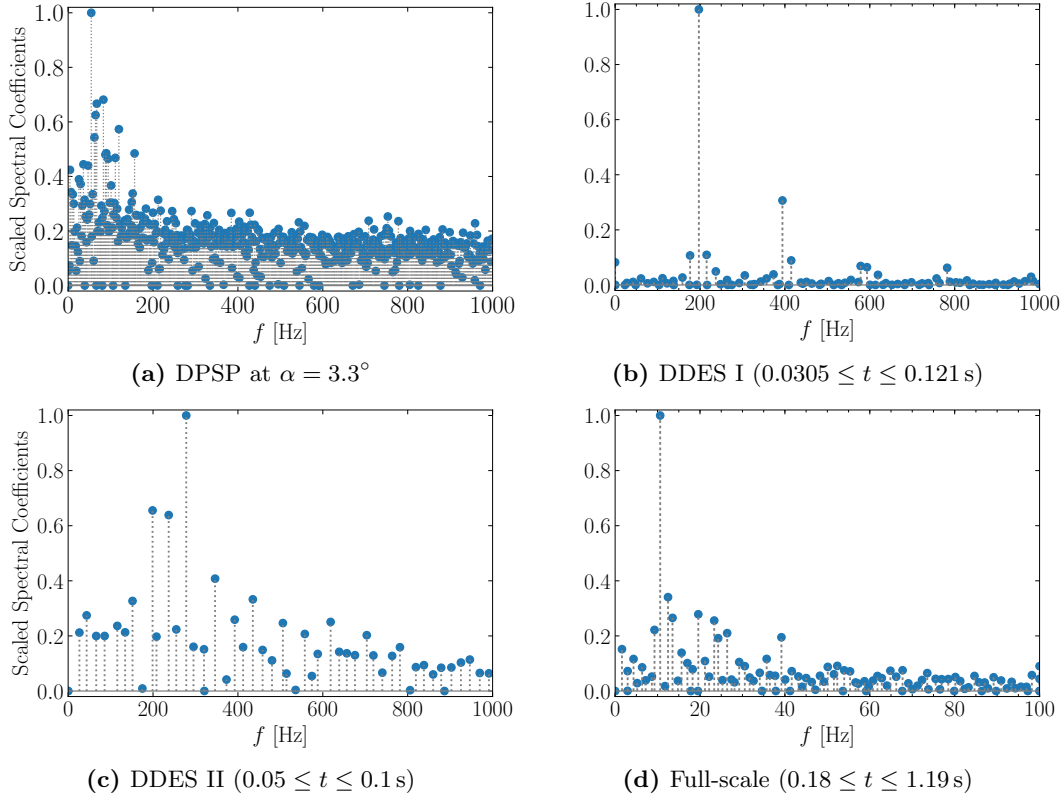 1.0
0.8
0.6
0.4
0.2
0.0
Scaled Spectral Coefficients
0 200 400 600 800 1000
f [Hz]
(a) DPSP at α = 3.3°
1.0
0.8
0.6
0.4
0.2
0.0
0 200 400 600 800 1000
f [Hz]
(b) DDES I (0.0305 ≤ t ≤ 0.121 s)
1.0
0.8
0.6
0.4
0.2
0.0
Scaled Spectral Coefficients
0 200 400 600 800 1000
f [Hz]
(c) DDES II (0.05 ≤ t ≤ 0.1 s)
1.0
0.8
0.6
0.4
0.2
0.0
0 20 40 60 80 100
f [Hz]
(d) Full-scale (0.18 ≤ t ≤ 1.19 s)